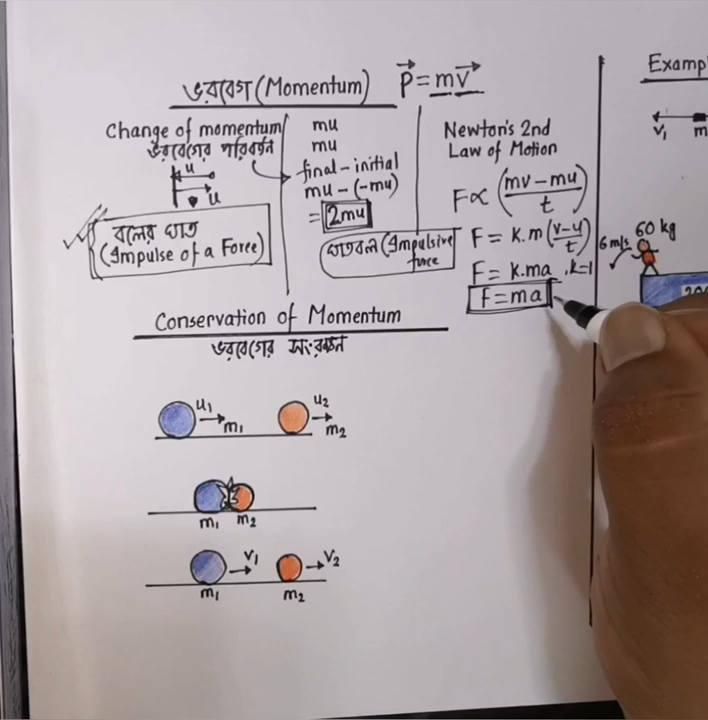 ভরবেগ (Momentum) P = mv
Change of momentum
ভরবেগের পরিবর্তন
u
u
বলের ঘাত
(Impulse of a Force)
mu
mu
final-initial
mu - (-mu)
= 2mu
ঘাতবল (Impulsive
force
Newton's 2nd
Law of Motion
F ∝ (mv - mu / t)
F = K.m (v-u / t)
F = K.ma , k=1
F = ma
Conservation of Momentum
ভরবেগের সংরক্ষন
u₁ m₁ u₂ m₂
m₁ m₂
v₁ v₂
m₁ m₂
Examp
v₁ m
60 kg
6 m/s